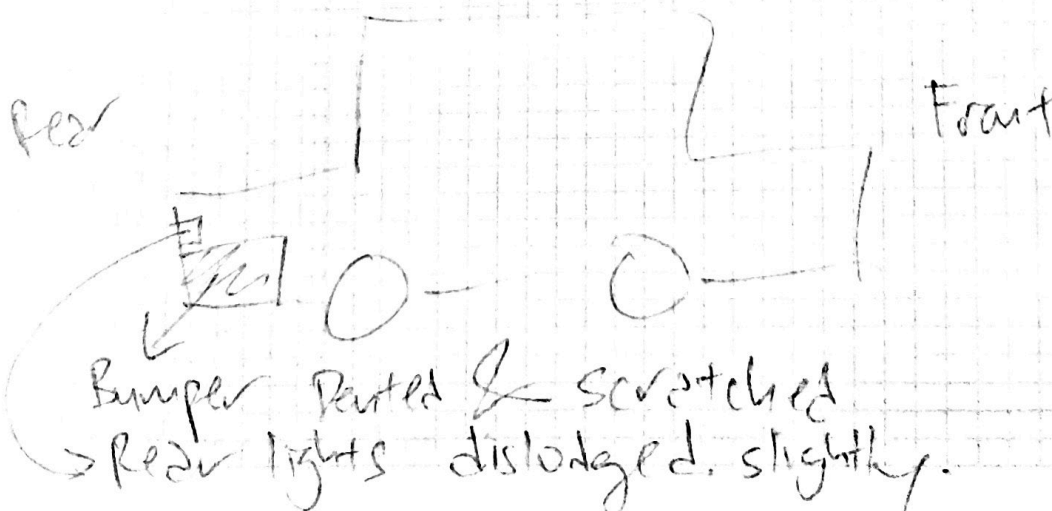 Rear
Front
Bumper Dented & scratched
Rear lights dislodged. slightly.